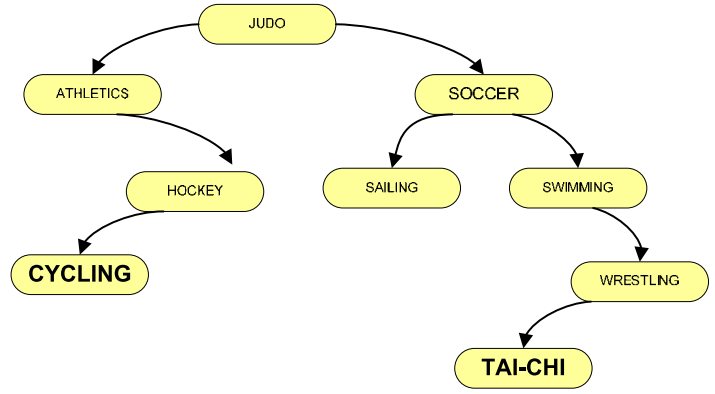 JUDO
ATHLETICS
SOCCER
HOCKEY
SAILING
SWIMMING
CYCLING
WRESTLING
TAI-CHI